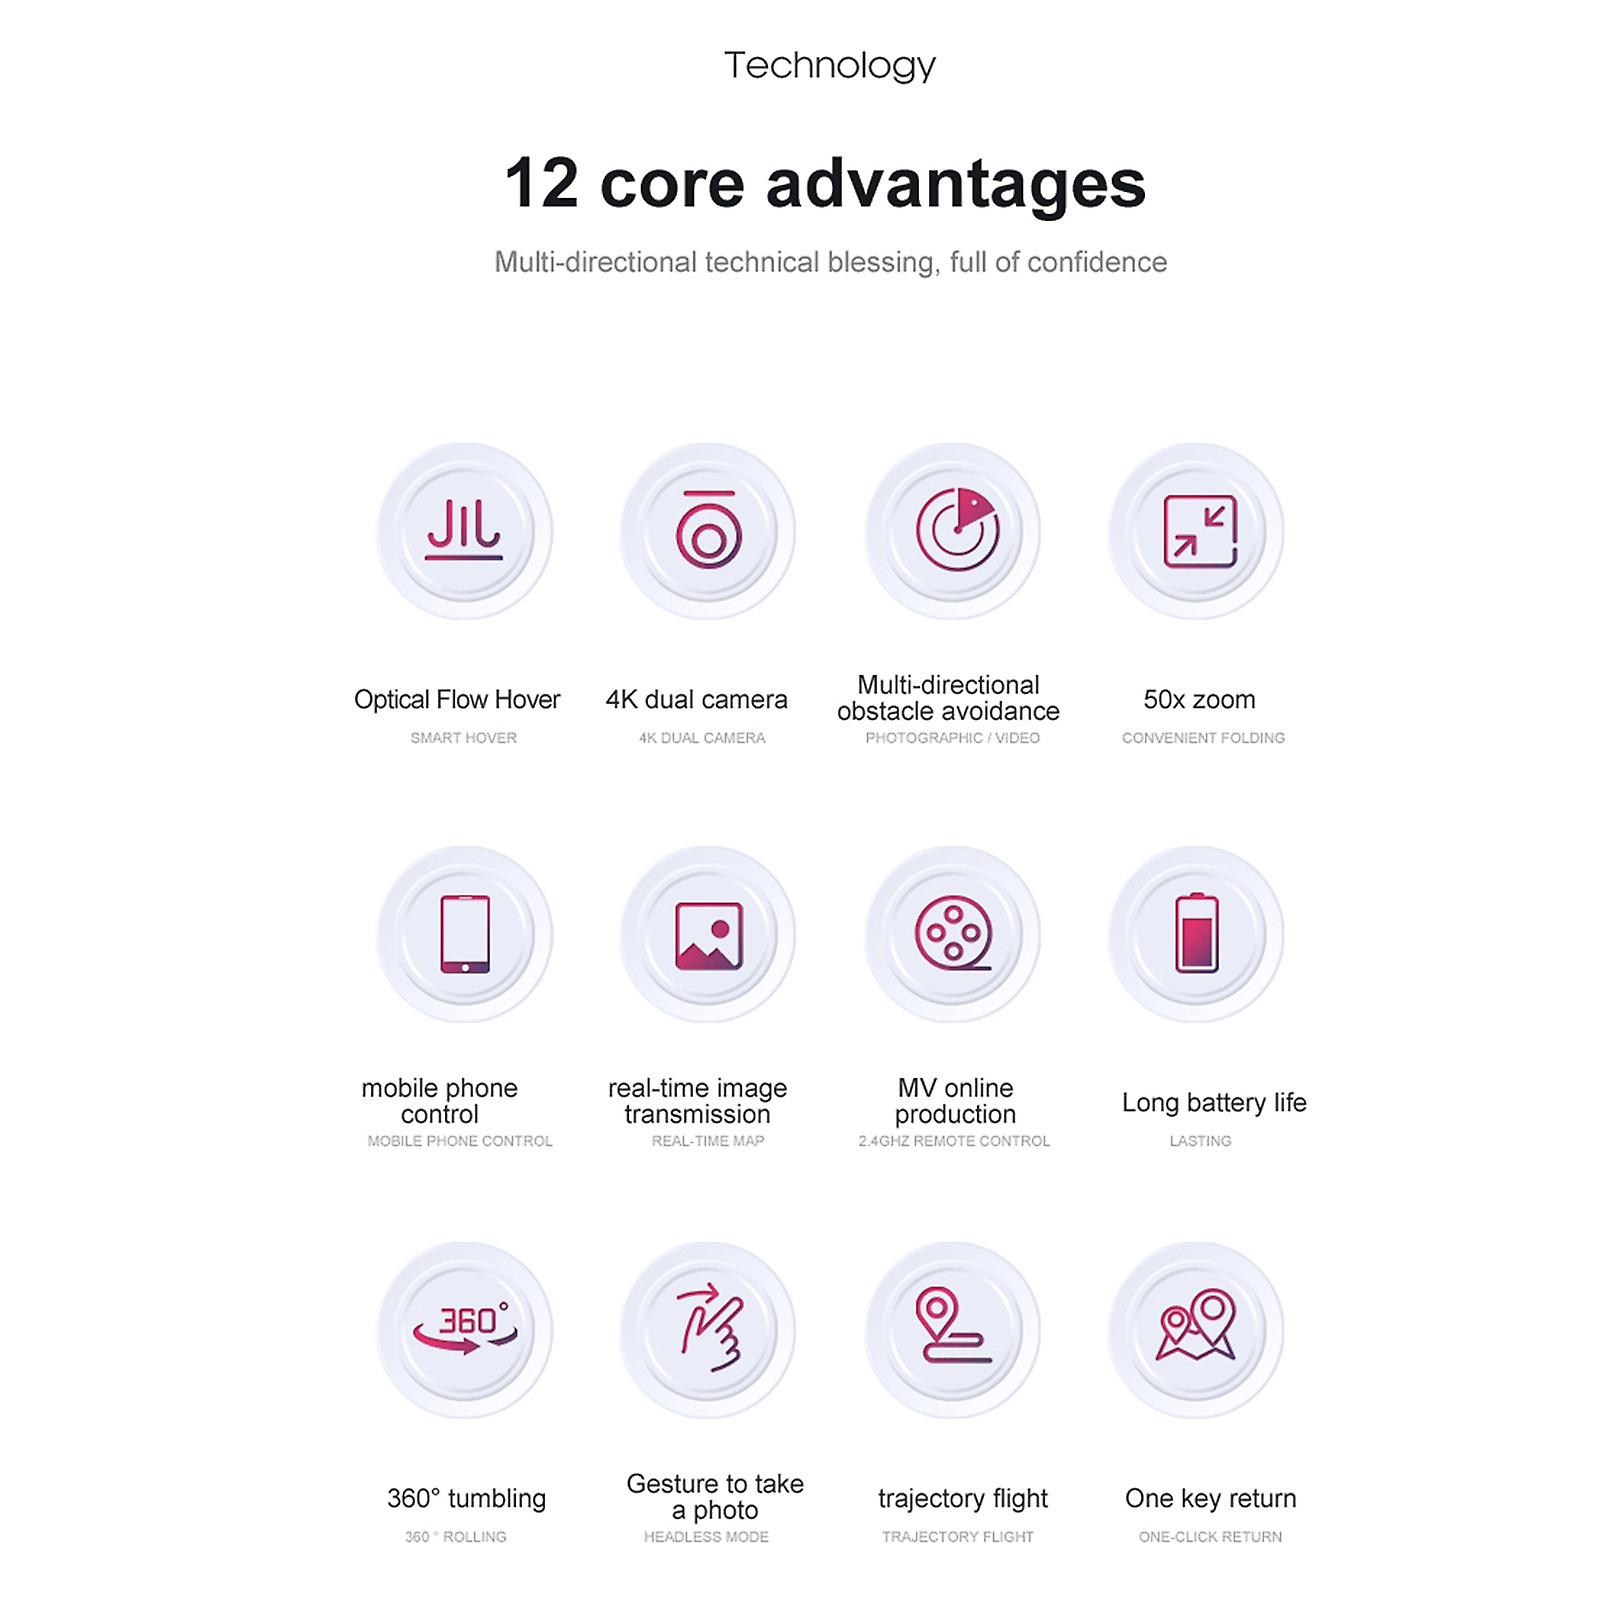 Technology
12 core advantages
Multi-directional technical blessing, full of confidence
Optical Flow Hover
SMART HOVER
4K dual camera
4K DUAL CAMERA
Multi-directional
obstacle avoidance
PHOTOGRAPHIC / VIDEO
50x zoom
CONVENIENT FOLDING
mobile phone
control
MOBILE PHONE CONTROL
real-time image
transmission
REAL-TIME MAP
MV online
production
2.4GHZ REMOTE CONTROL
Long battery life
LASTING
360°
360° tumbling
360 ° ROLLING
Gesture to take
a photo
HEADLESS MODE
trajectory flight
TRAJECTORY FLIGHT
One key return
ONE-CLICK RETURN